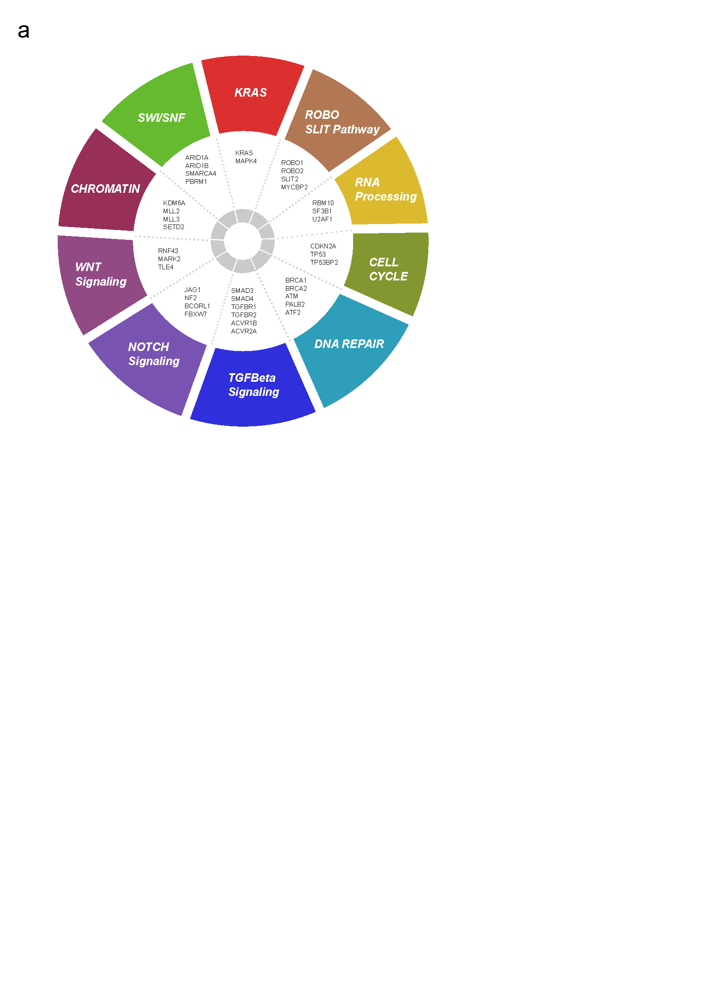 a
KRAS
ROBO
SLIT Pathway
RNA
Processing
CELL
CYCLE
DNA REPAIR
TGFBeta
Signaling
NOTCH
Signaling
WNT
Signaling
CHROMATIN
SWI/SNF
KRAS
MAPK4
ROBO1
ROBO2
SLIT2
MYCBP2
RBM10
SF3B1
U2AF1
CDKN2A
TP53
TP53BP2
BRCA1
BRCA2
ATM
PALB2
ATF2
SMAD3
SMAD4
TGFBR1
TGFBR2
ACVR1B
ACVR2A
JAG1
NF2
BCORL1
FBXW7
RNF43
MARK2
TLE4
KDM6A
MLL2
MLL3
SETD2
ARID1A
ARID1B
SMARCA4
PBRM1